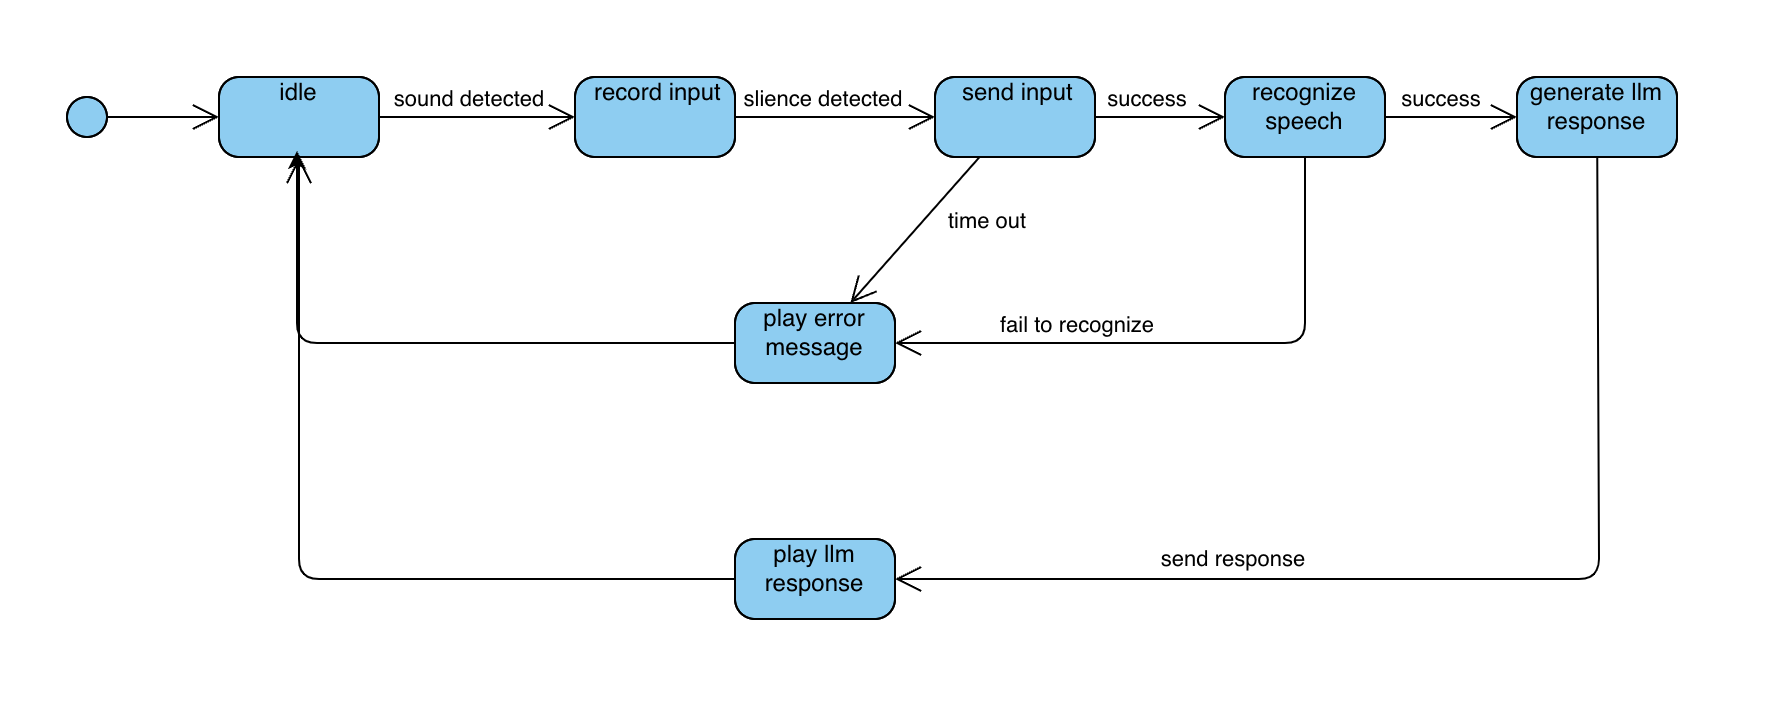 idle
sound detected
record input
slience detected
send input
success
recognize
speech
success
generate llm
response
time out
play error
message
fail to recognize
play llm
response
send response